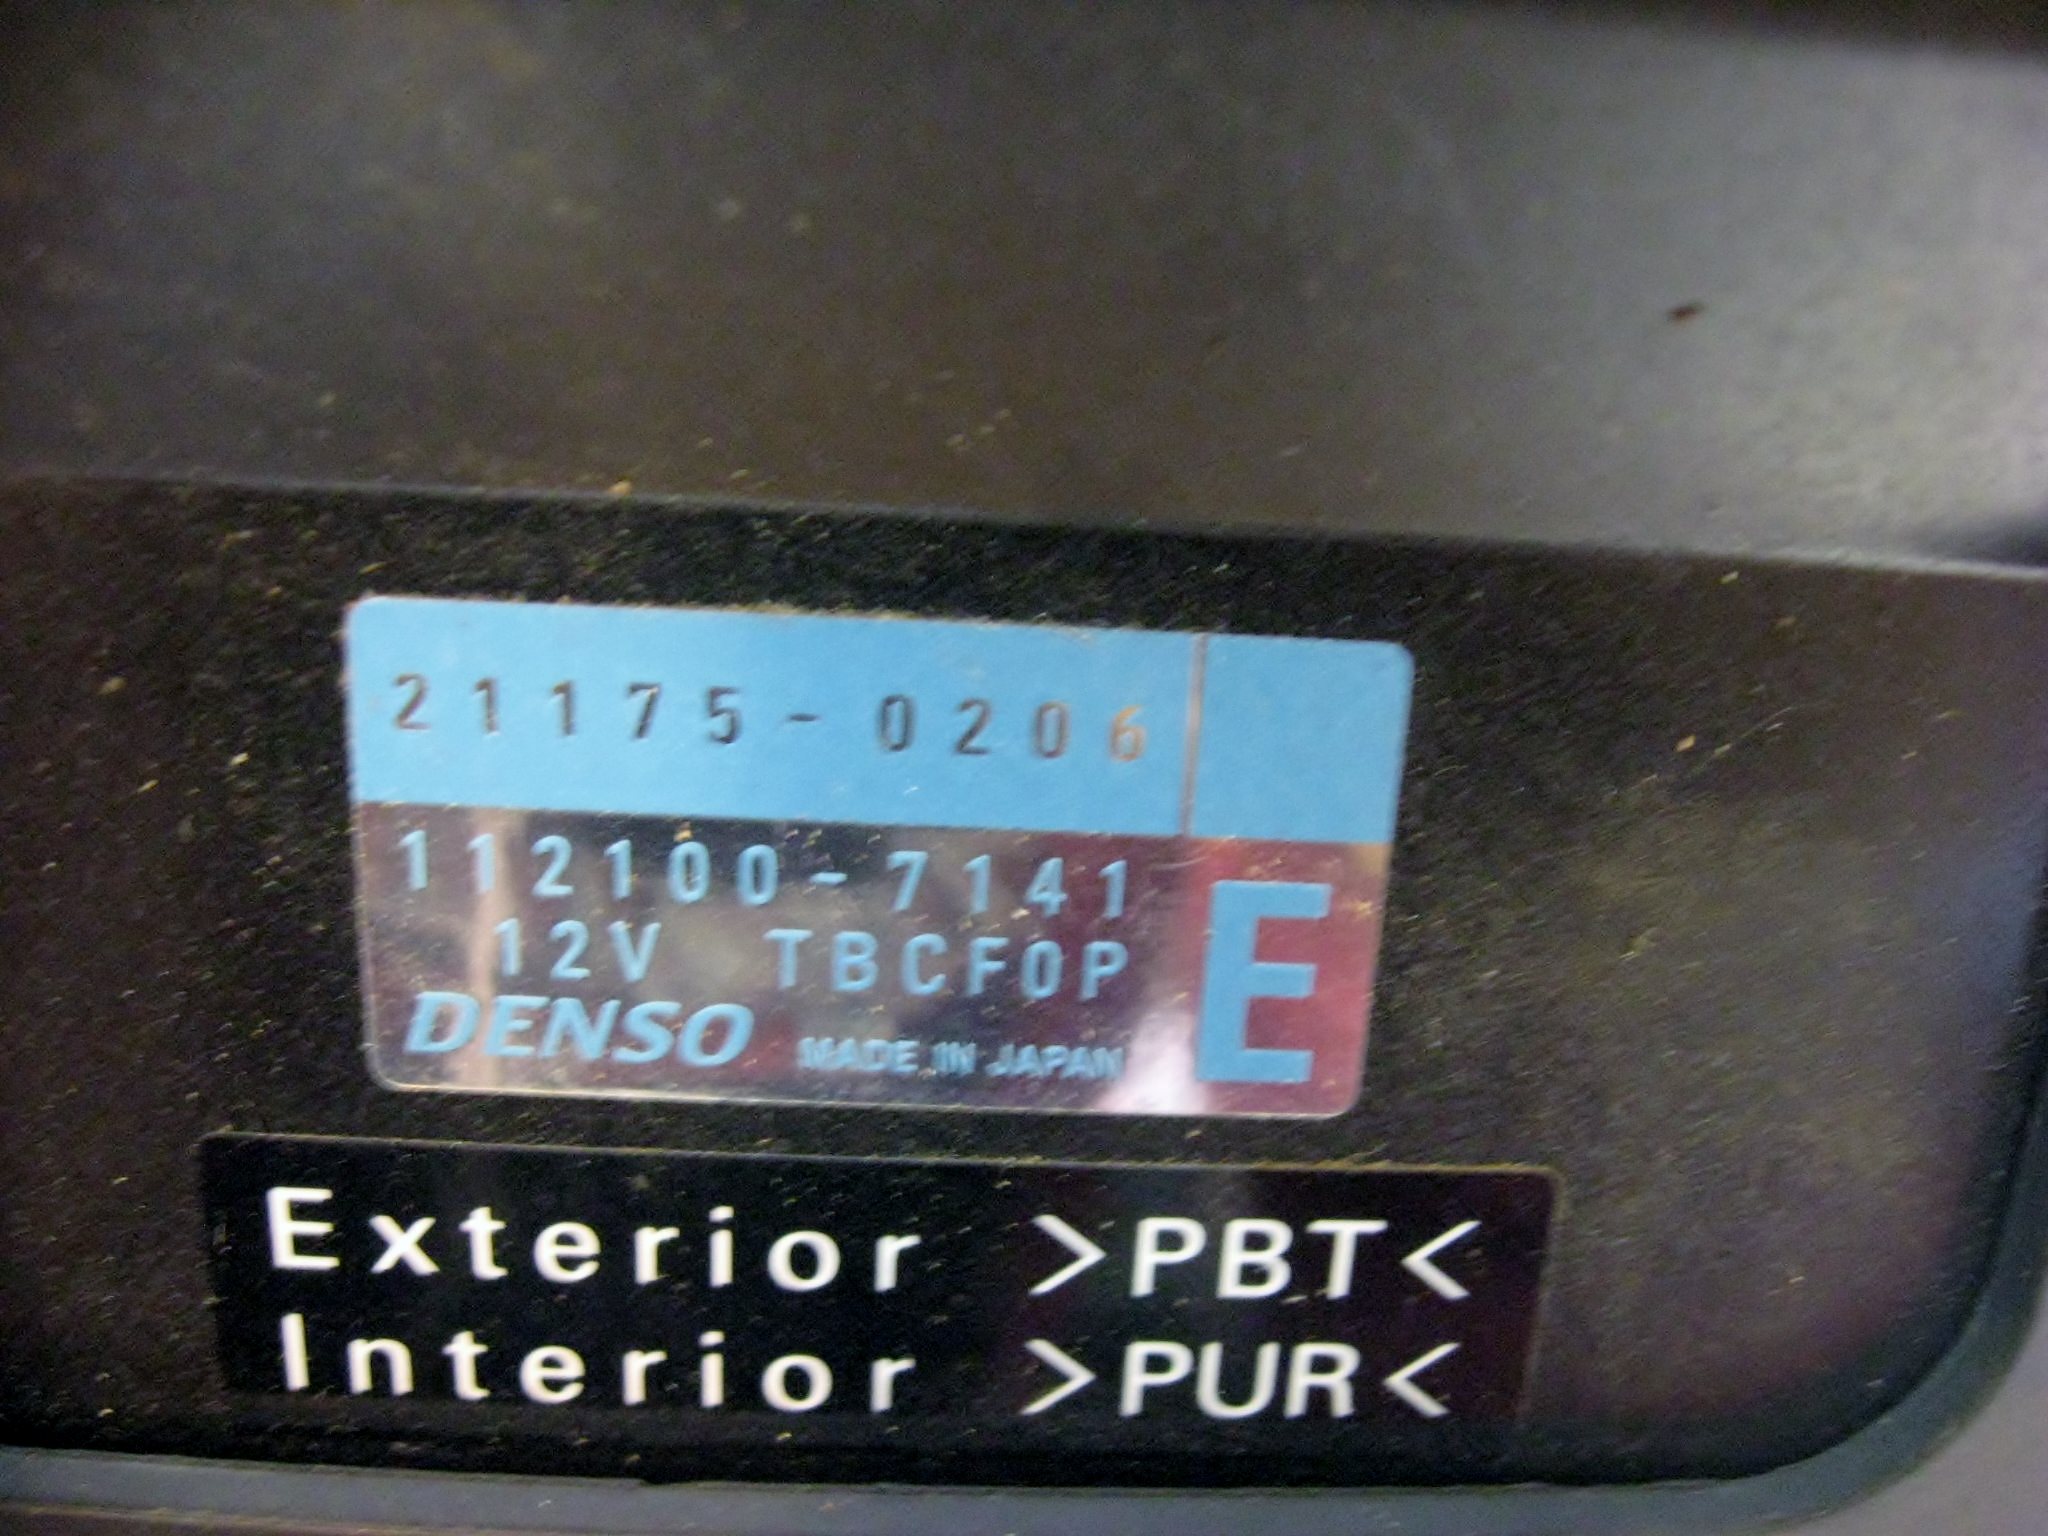 21175-0206
112100-7141
12V TBCF0P
DENSO MADE IN JAPAN
E
Exterior >PBT<
Interior >PUR<